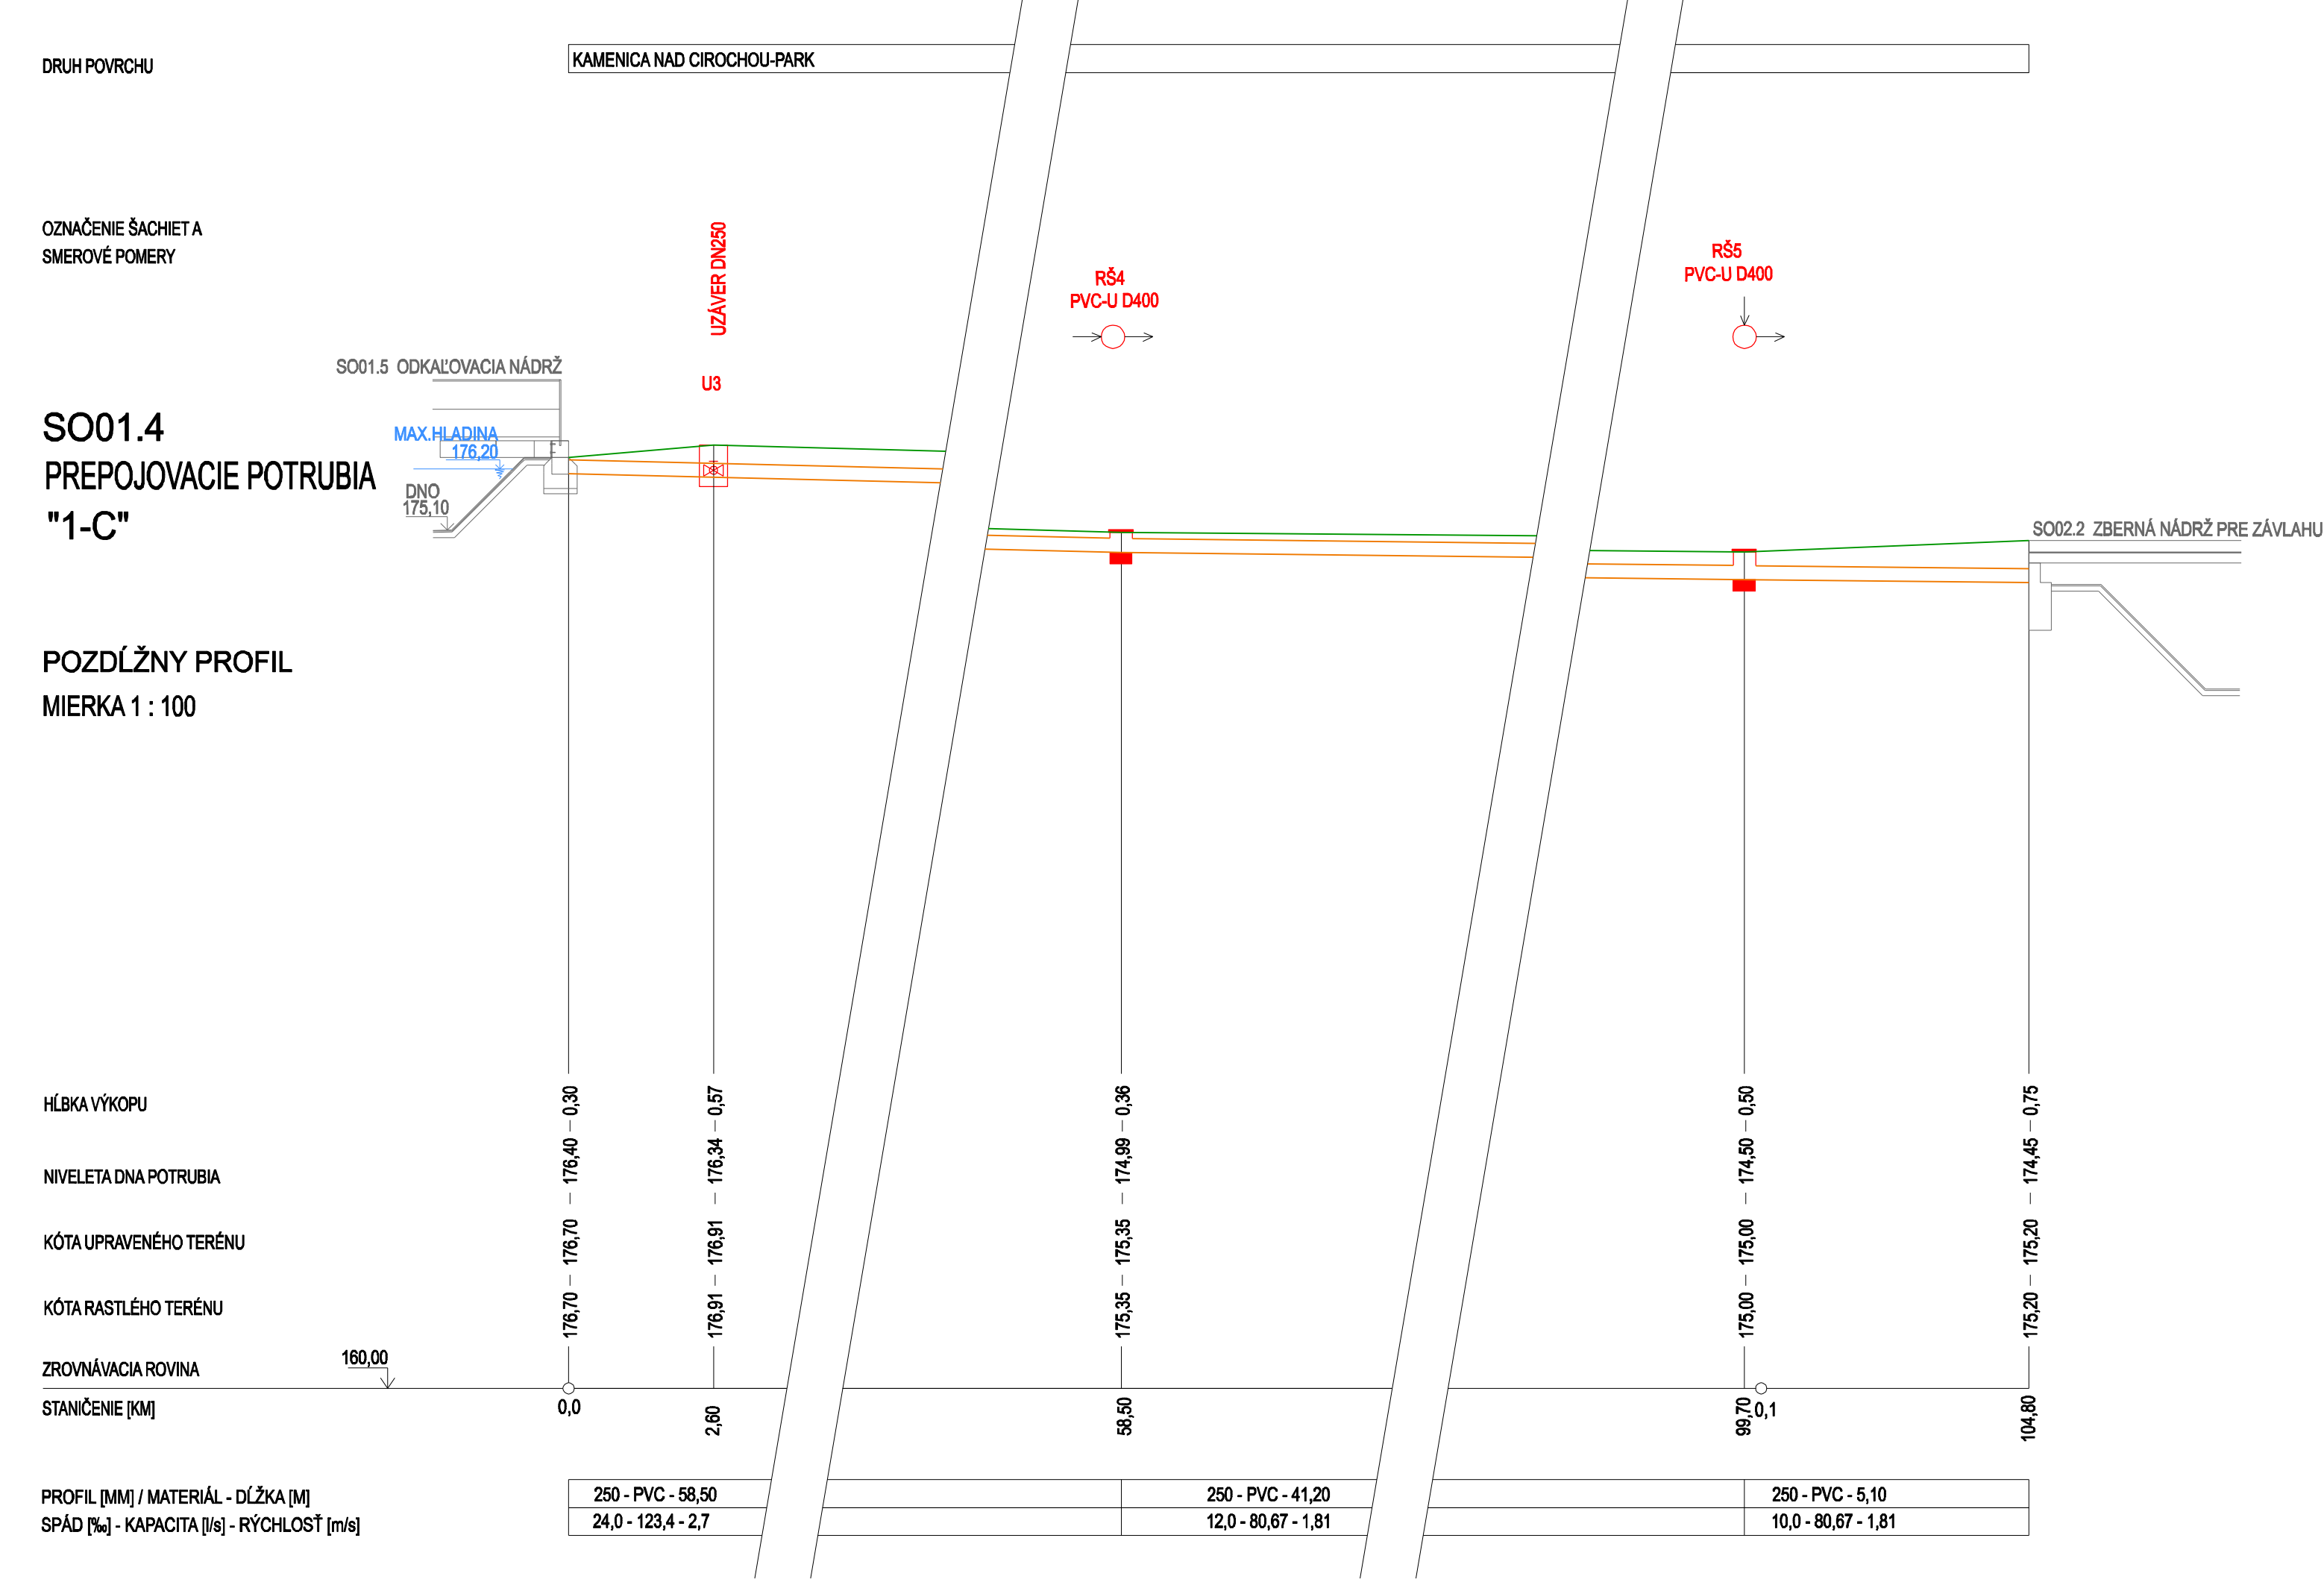 DRUH POVRCHU
KAMENICA NAD CIROCHOU-PARK
OZNAČENIE ŠACHIET A
SMEROVÉ POMERY
UZÁVER DN250
U3
RŠ4
PVC-U D400
RŠ5
PVC-U D400
SO01.5 ODKAĽOVACIA NÁDRŽ
MAX.HLADINA
176,20
DNO
175,10
SO01.4
PREPOJOVACIE POTRUBIA
"1-C"
SO02.2 ZBERNÁ NÁDRŽ PRE ZÁVLAHU
POZDĹŽNY PROFIL
MIERKA 1 : 100
HĹBKA VÝKOPU
0,30 0,57 0,36 0,50 0,75
NIVELETA DNA POTRUBIA
176,40 176,34 174,99 174,50 174,45
KÓTA UPRAVENÉHO TERÉNU
176,70 176,91 175,35 175,00 175,20
KÓTA RASTLÉHO TERÉNU
176,70 176,91 175,35 175,00 175,20
ZROVNÁVACIA ROVINA 160,00
STANIČENIE [KM]
0,0 2,60 58,50 99,70 0,1 104,80
PROFIL [MM] / MATERIÁL - DĹŽKA [M]
250 - PVC - 58,50 250 - PVC - 41,20 250 - PVC - 5,10
SPÁD [‰] - KAPACITA [l/s] - RÝCHLOSŤ [m/s]
24,0 - 123,4 - 2,7 12,0 - 80,67 - 1,81 10,0 - 80,67 - 1,81